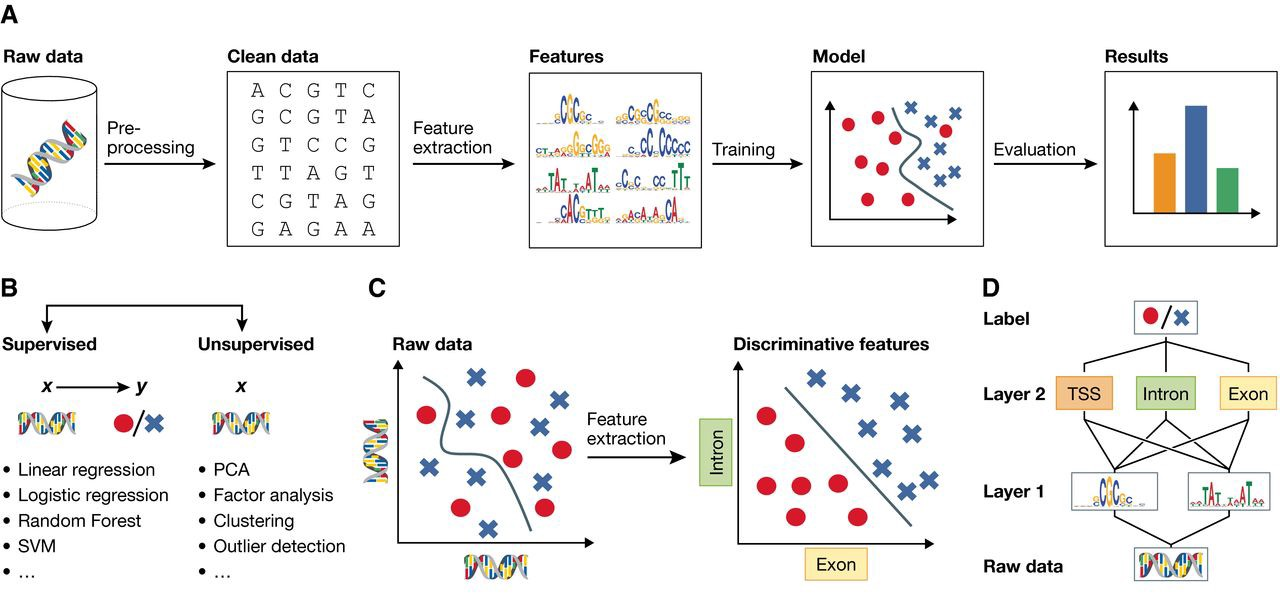 A
Raw data
Clean data
Features
Model
Results
Pre-
processing
Feature
extraction
Training
Evaluation
A C G T C
G C G T A
G T C C G
T T A G T
C G T A G
G A G A A
B
Supervised
Unsupervised
x y
x
/
• Linear regression
• Logistic regression
• Random Forest
• SVM
• ...
• PCA
• Factor analysis
• Clustering
• Outlier detection
• ...
C
Raw data
Feature
extraction
Discriminative features
Intron
Exon
D
Label
/
Layer 2
TSS
Intron
Exon
Layer 1
Raw data